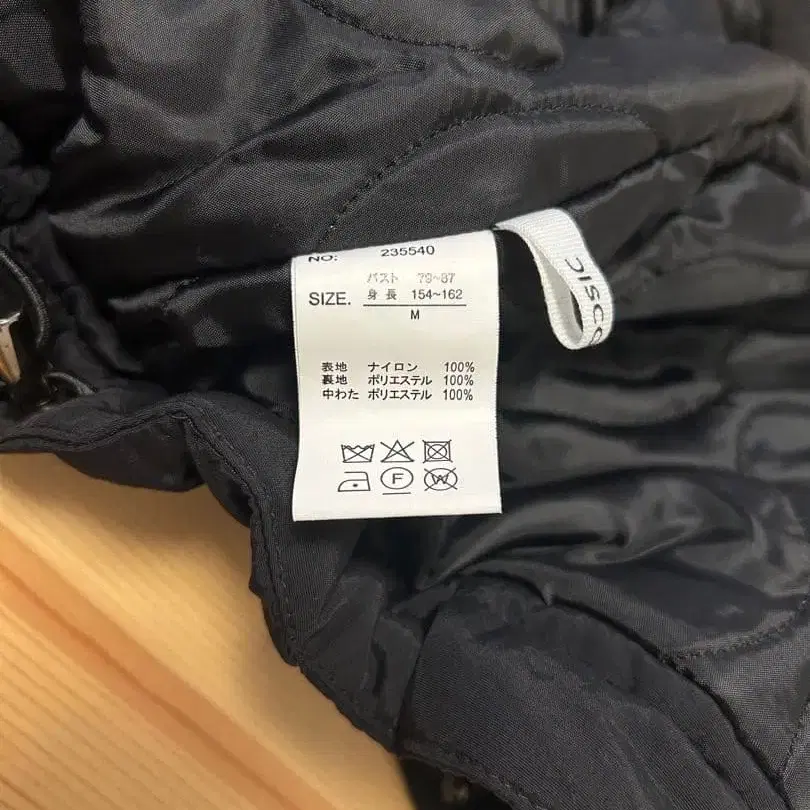 NO: 235540
バスト 79~87
SIZE. 身長 154~162
M
表地 ナイロン 100%
裏地 ポリエステル 100%
中わた ポリエステル 100%
F
W
DISCO